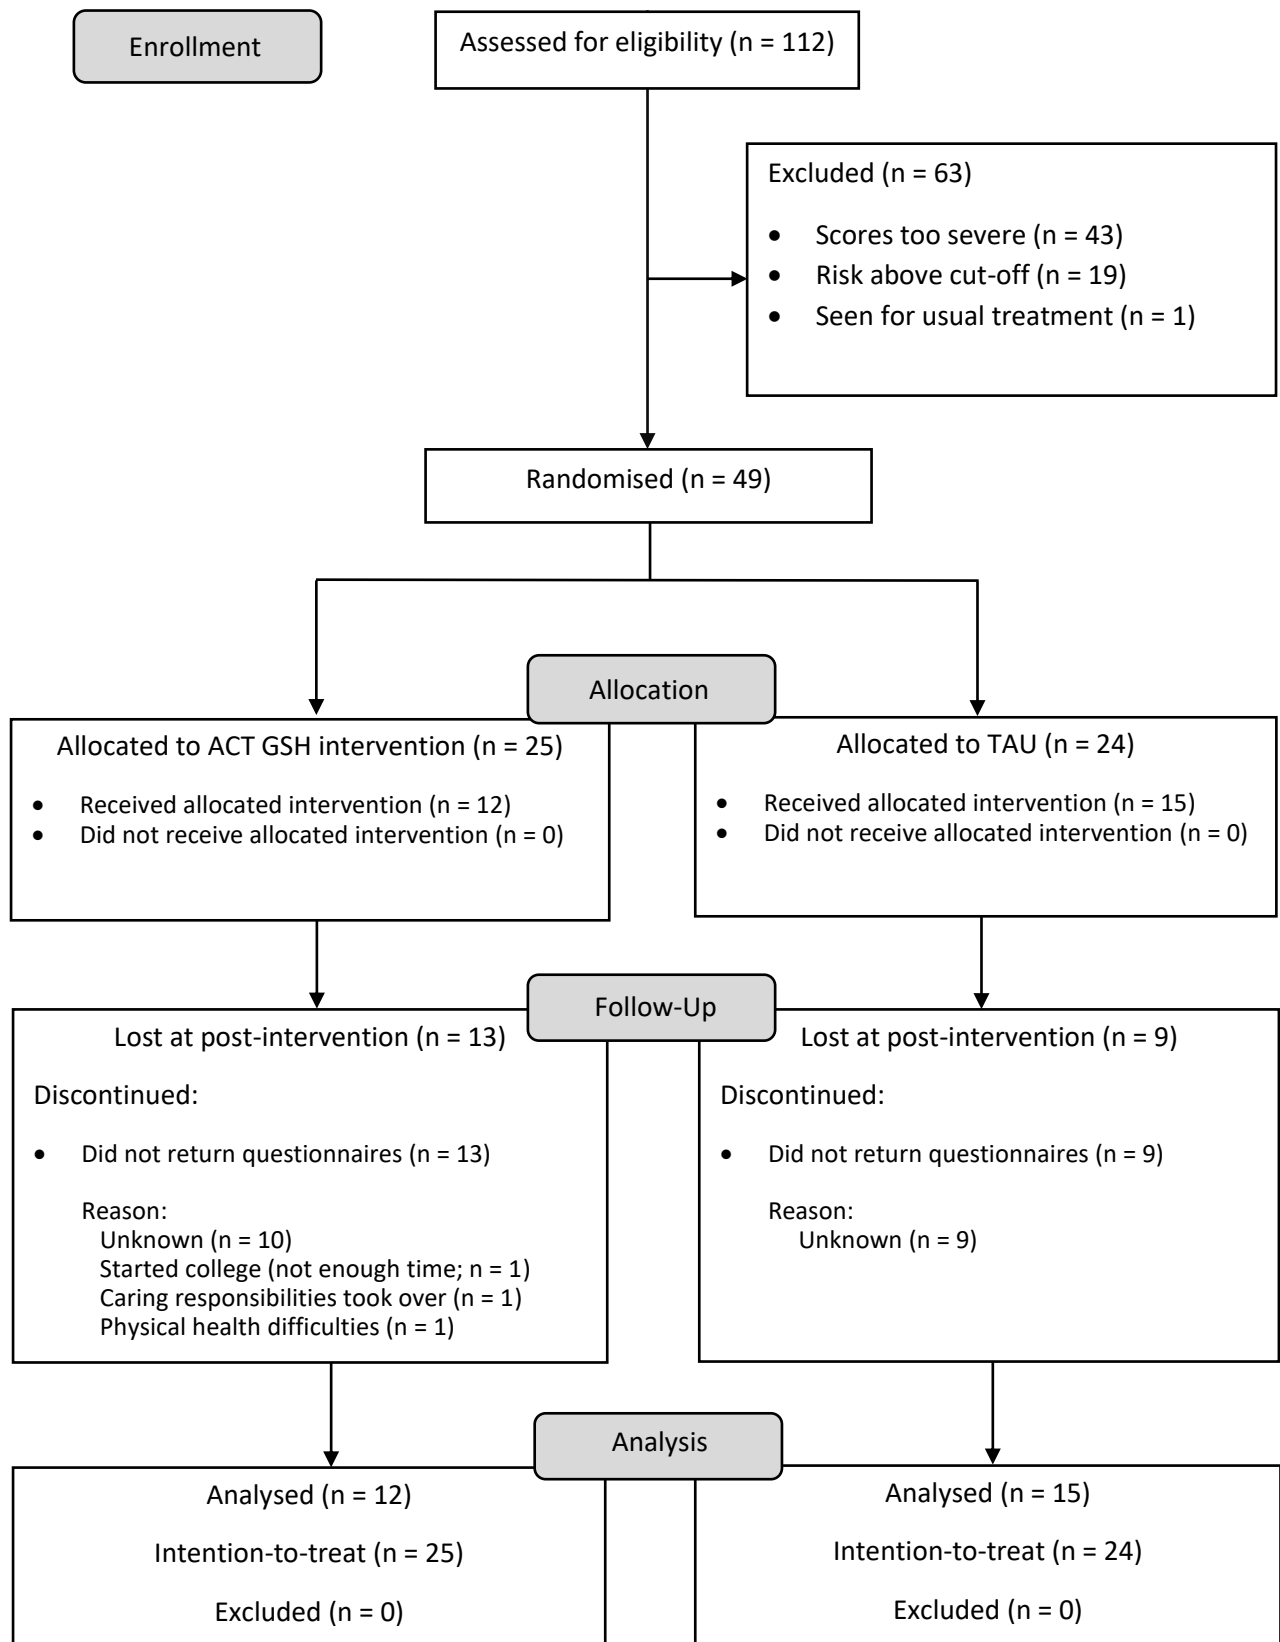 Enrollment
Assessed for eligibility (n = 112)
Excluded (n = 63)
• Scores too severe (n = 43)
• Risk above cut-off (n = 19)
• Seen for usual treatment (n = 1)
Randomised (n = 49)
Allocation
Allocated to ACT GSH intervention (n = 25)
• Received allocated intervention (n = 12)
• Did not receive allocated intervention (n = 0)
Allocated to TAU (n = 24)
• Received allocated intervention (n = 15)
• Did not receive allocated intervention (n = 0)
Follow-Up
Lost at post-intervention (n = 13)
Discontinued:
• Did not return questionnaires (n = 13)
Reason:
Unknown (n = 10)
Started college (not enough time; n = 1)
Caring responsibilities took over (n = 1)
Physical health difficulties (n = 1)
Lost at post-intervention (n = 9)
Discontinued:
• Did not return questionnaires (n = 9)
Reason:
Unknown (n = 9)
Analysis
Analysed (n = 12)
Intention-to-treat (n = 25)
Excluded (n = 0)
Analysed (n = 15)
Intention-to-treat (n = 24)
Excluded (n = 0)